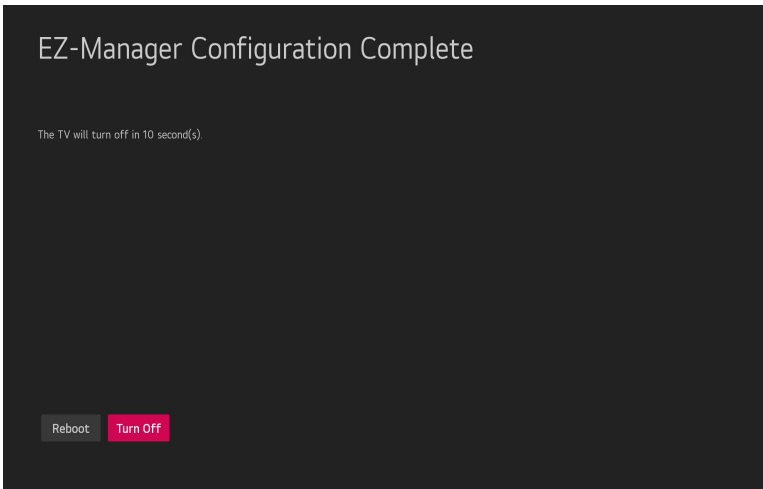 EZ-Manager Configuration Complete
The TV will turn off in 10 second(s).
Reboot
Turn Off